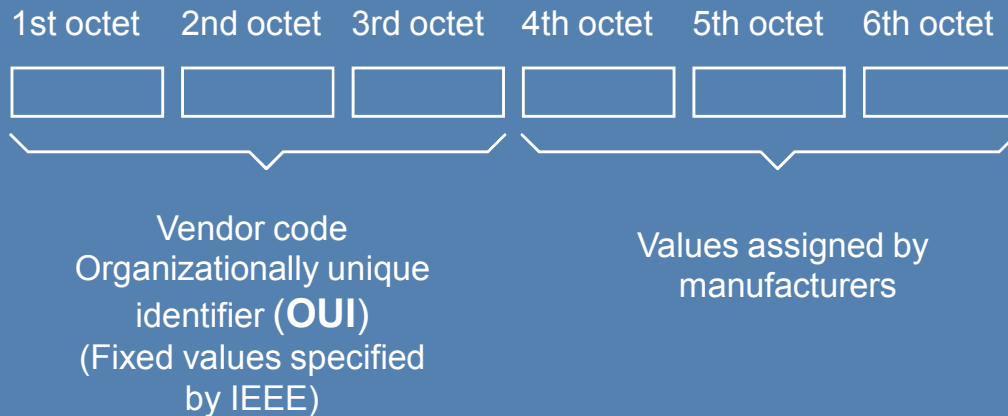 1st octet 2nd octet 3rd octet 4th octet 5th octet 6th octet
Vendor code
Organizationally unique
identifier (OUI)
(Fixed values specified
by IEEE)
Values assigned by
manufacturers